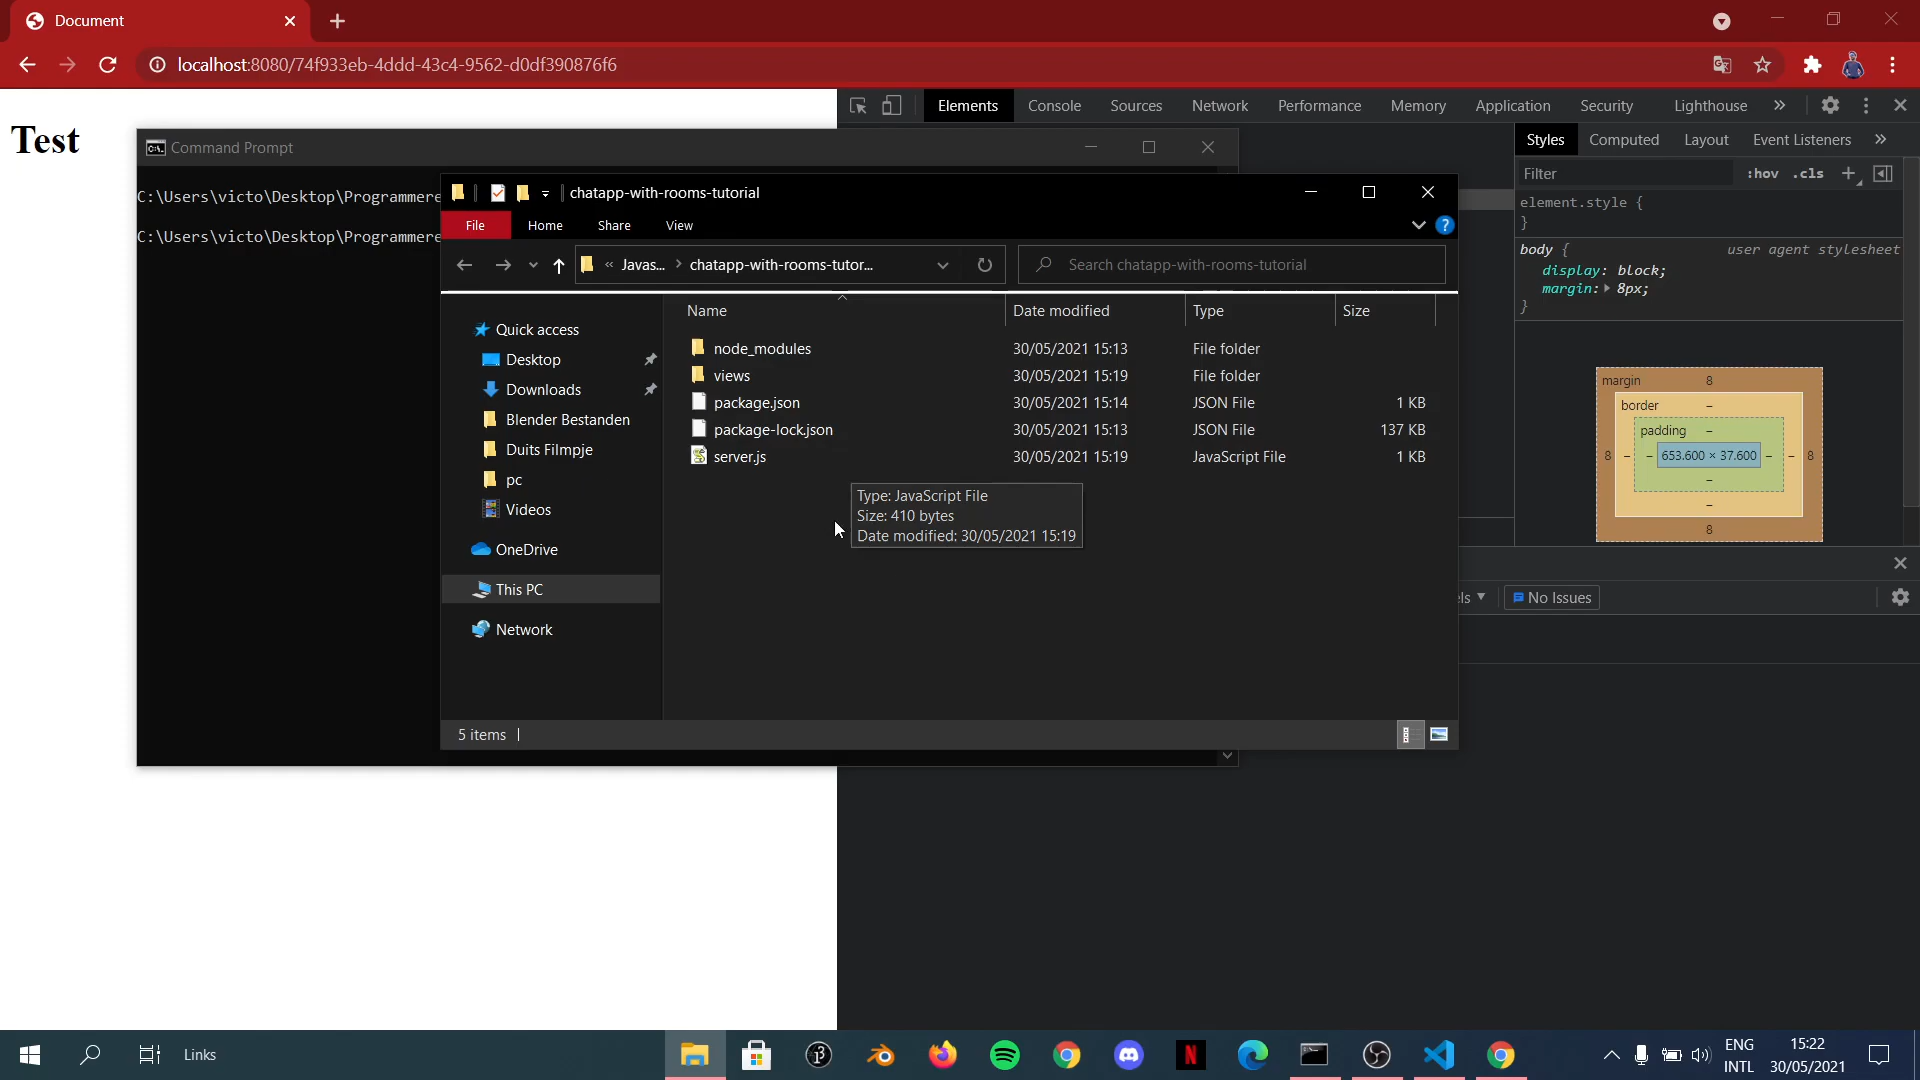 Document
localhost:8080/74f933eb-4ddd-43c4-9562-d0df390876f6
Elements Console Sources Network Performance Memory Application Security Lighthouse »
Test
Styles Computed Layout Event Listeners »
Filter :hov .cls
element.style {
}
body { user agent stylesheet
display: block;
margin: 8px;
}
margin 8
border –
padding –
8 – – 653.600 × 37.600 – – 8
–
–
8
els
No Issues
Command Prompt
C:\Users\victo\Desktop\Programmere
C:\Users\victo\Desktop\Programmere
chatapp-with-rooms-tutorial
File Home Share View
« Javas... chatapp-with-rooms-tutor...
Search chatapp-with-rooms-tutorial
Name Date modified Type Size
Quick access
Desktop
Downloads
Blender Bestanden
Duits Filmpje
pc
Videos
OneDrive
This PC
Network
node_modules 30/05/2021 15:13 File folder
views 30/05/2021 15:19 File folder
package.json 30/05/2021 15:14 JSON File 1 KB
package-lock.json 30/05/2021 15:13 JSON File 137 KB
server.js 30/05/2021 15:19 JavaScript File 1 KB
Type: JavaScript File
Size: 410 bytes
Date modified: 30/05/2021 15:19
5 items
Links
ENG
INTL
15:22
30/05/2021